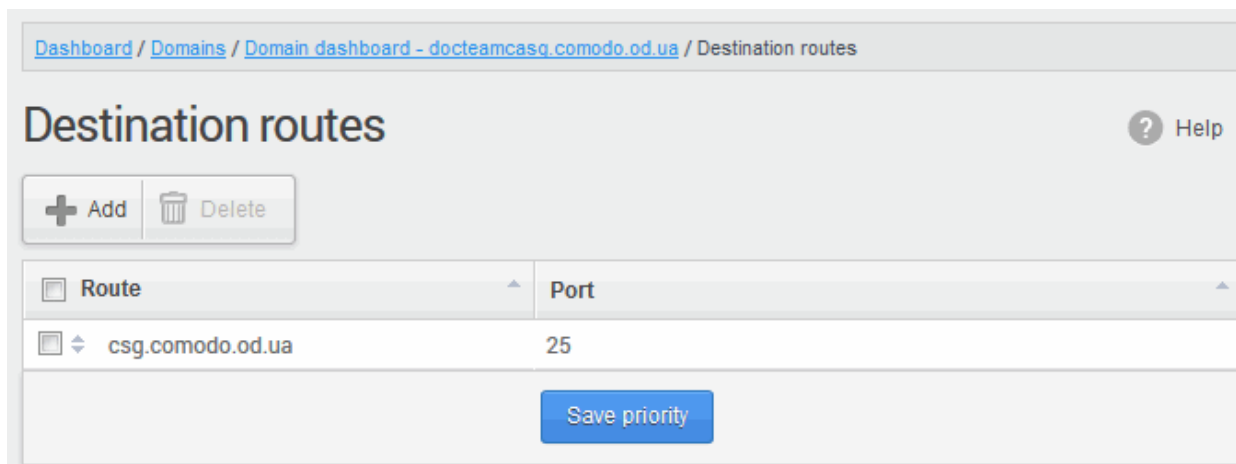 Dashboard / Domains / Domain dashboard - docteamcasg.comodo.od.ua / Destination routes
Destination routes
? Help
Add Delete
Route Port
csg.comodo.od.ua 25
Save priority